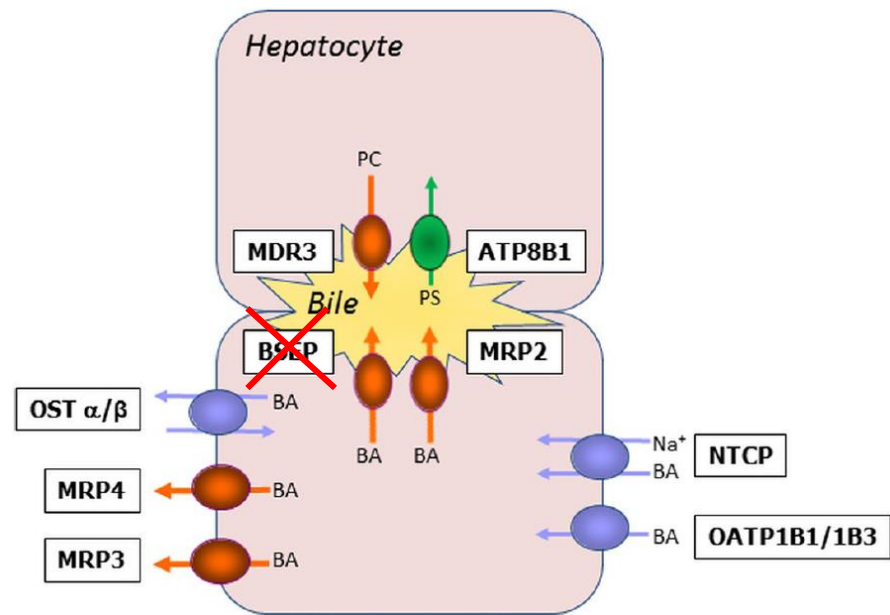 Hepatocyte
PC
MDR3
ATP8B1
Bile
PS
BSEP
MRP2
OST α/β
BA
BA
BA
Na⁺
BA
NTCP
MRP4
BA
BA
OATP1B1/1B3
MRP3
BA